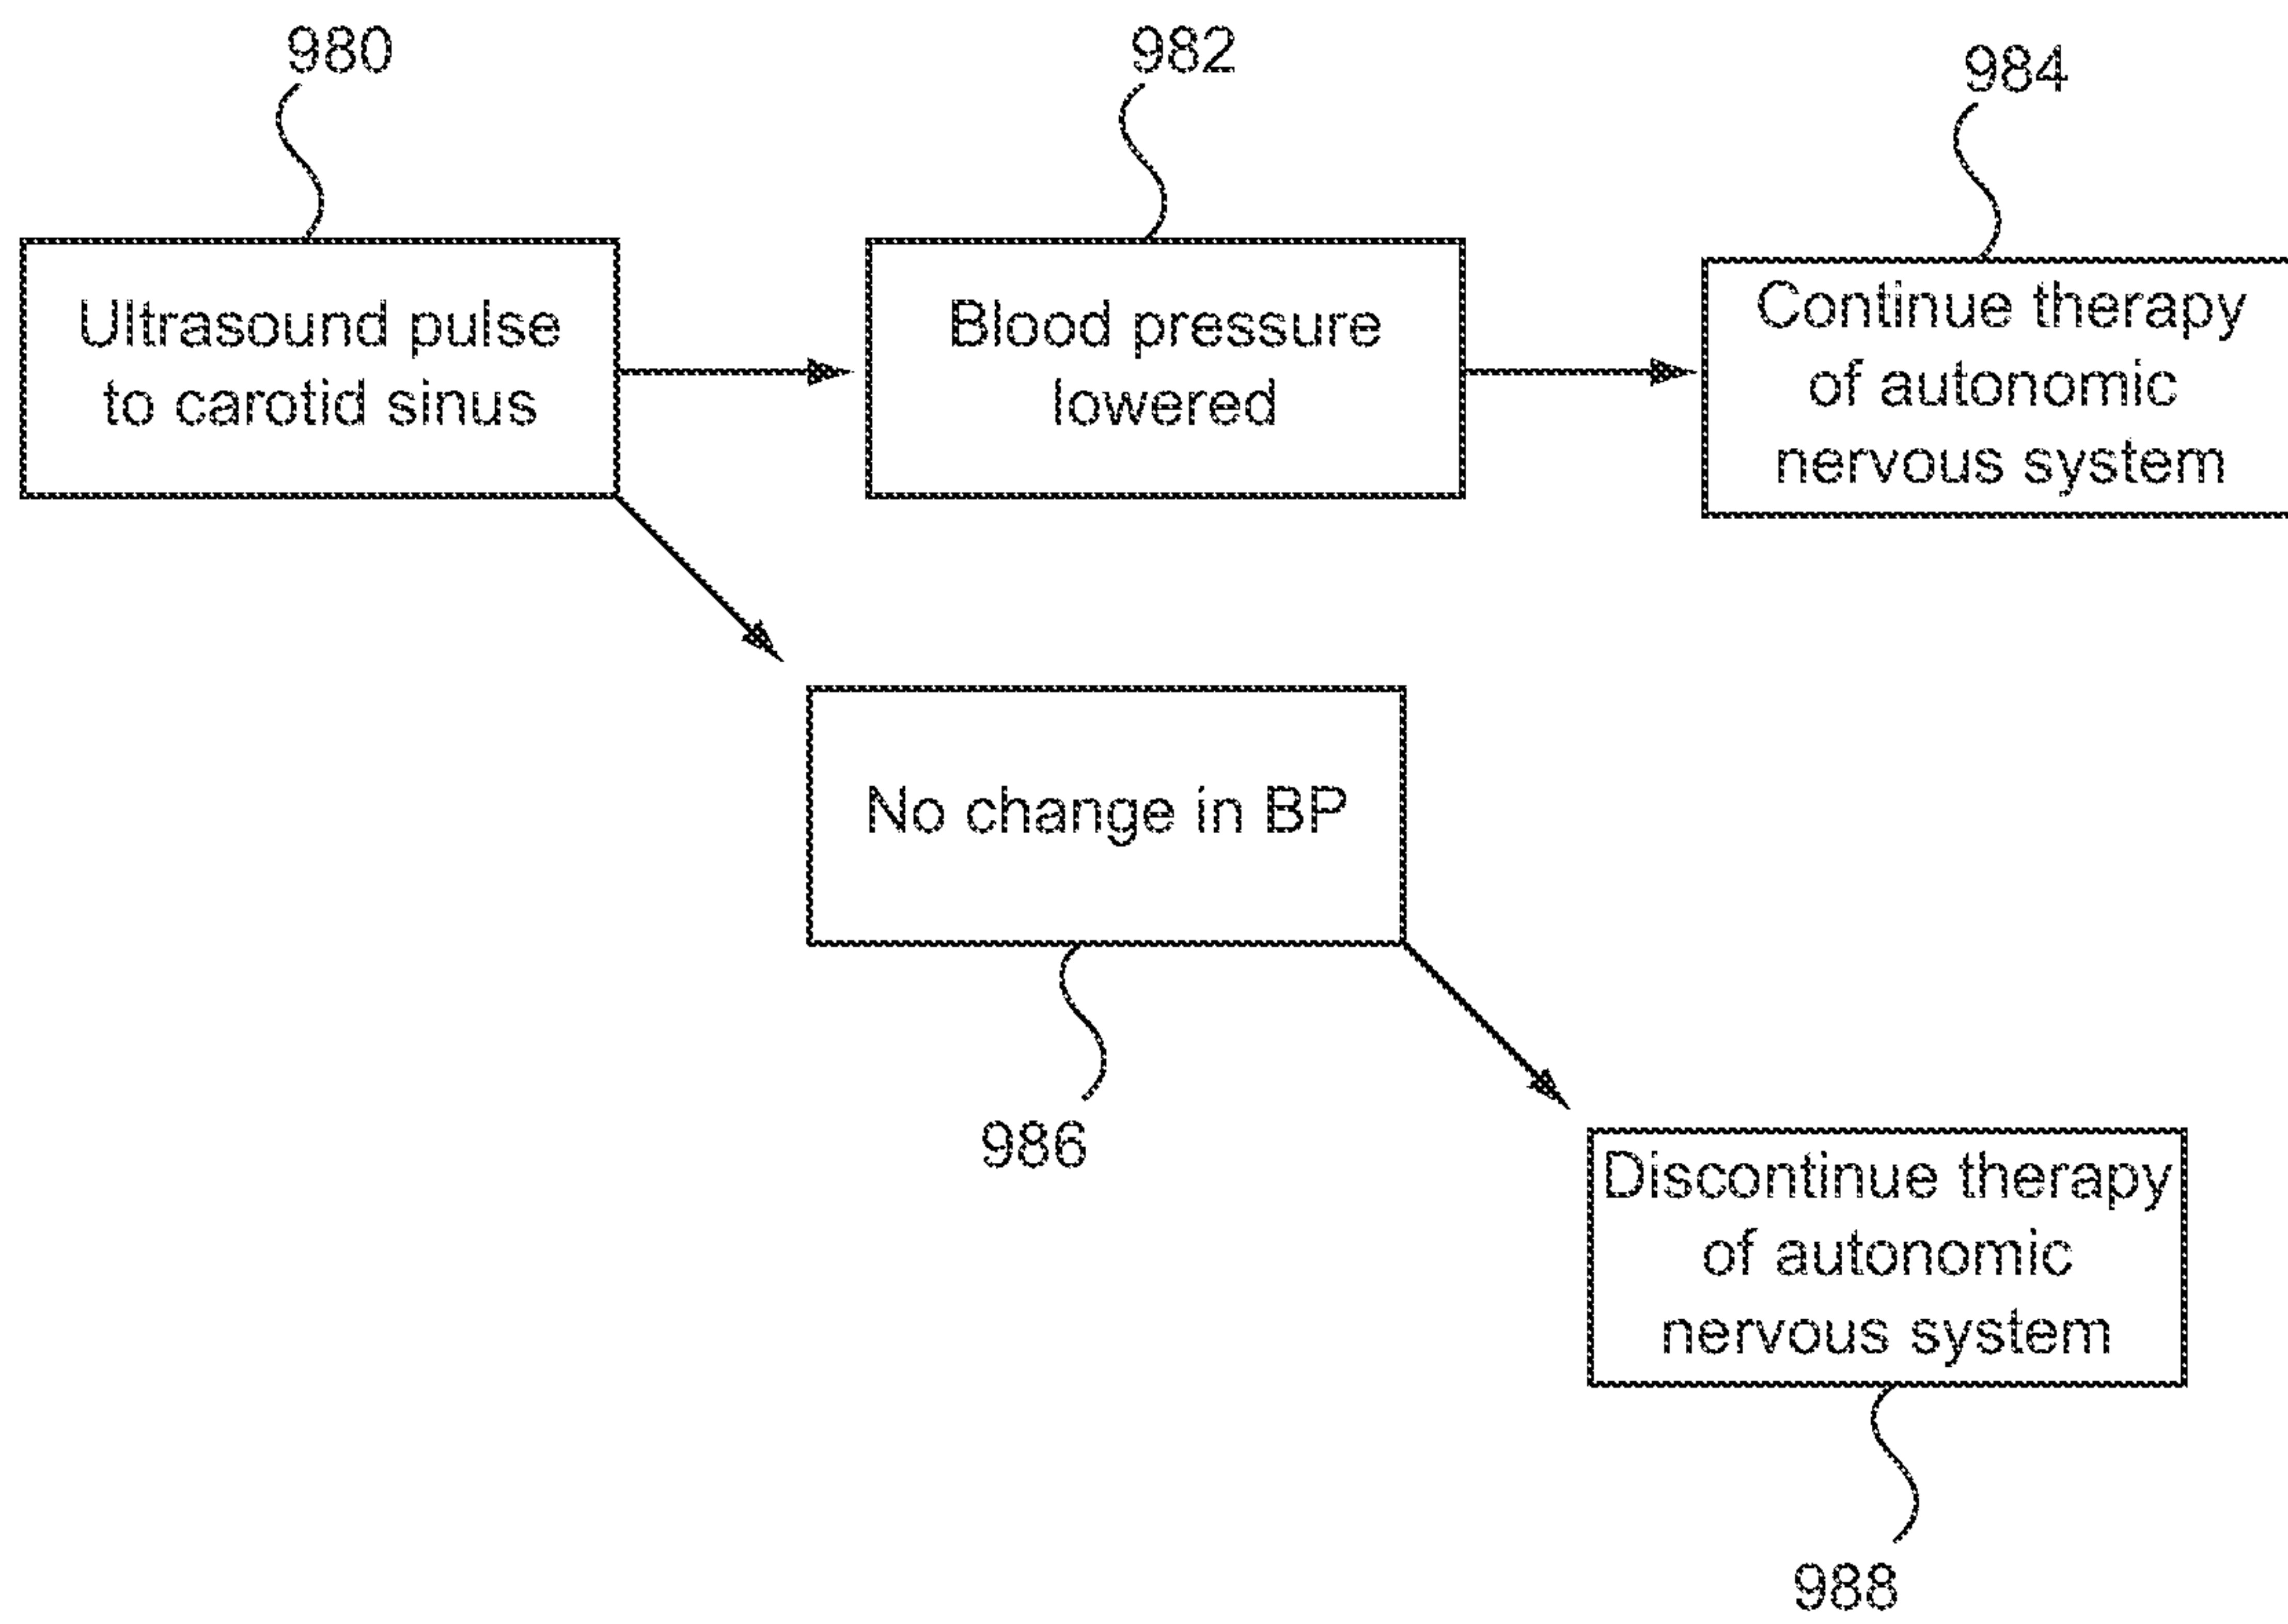 980
982
984
Ultrasound pulse
to carotid sinus
Blood pressure
lowered
Continue therapy
of autonomic
nervous system
No change in BP
986
Discontinue therapy
of autonomic
nervous system
988